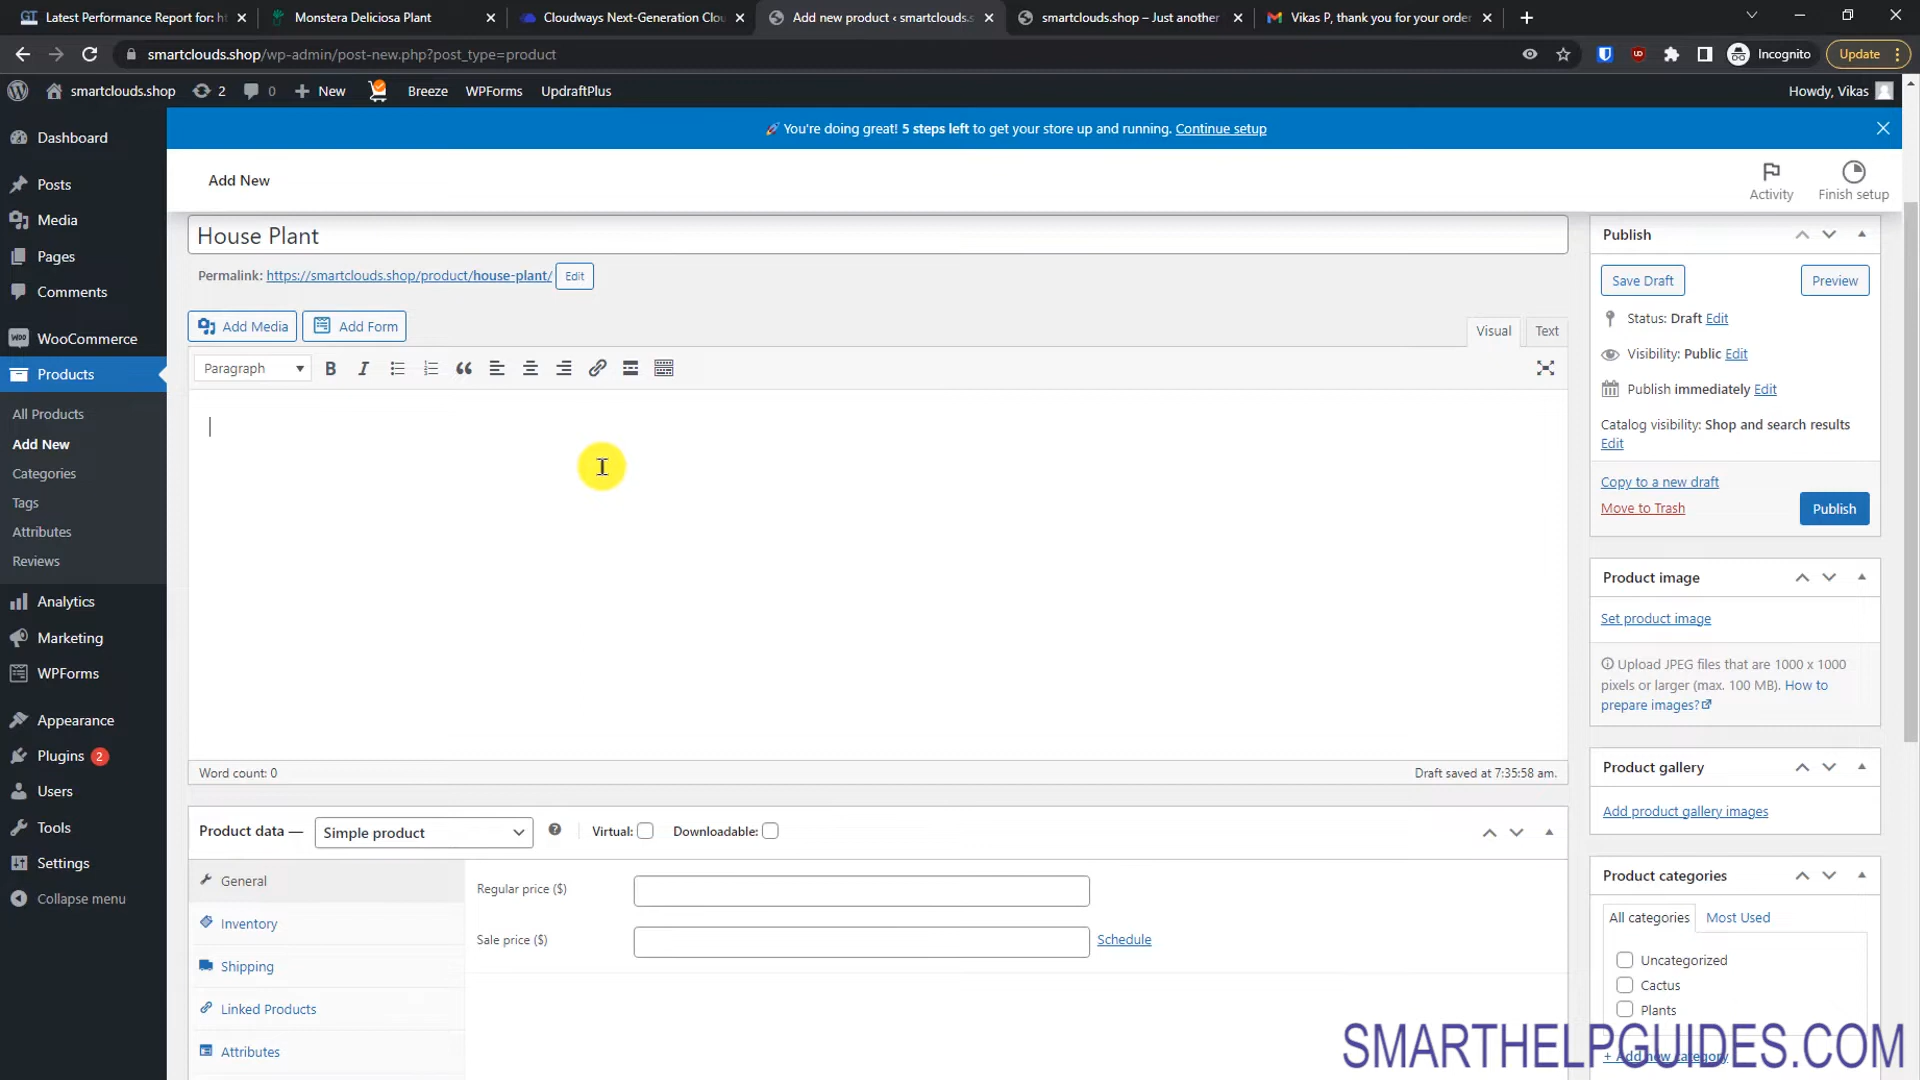 Latest Performance Report for: h
Monstera Deliciosa Plant
Cloudways Next-Generation Clou
Add new product ‹ smartclouds.s
smartclouds.shop – Just another
Vikas P, thank you for your order
smartclouds.shop/wp-admin/post-new.php?post_type=product
Incognito
Update
smartclouds.shop
2
0
New
Breeze
WPForms
UpdraftPlus
Howdy, Vikas
You're doing great! 5 steps left to get your store up and running. Continue setup
Add New
Activity
Finish setup
Dashboard
Posts
Media
Pages
Comments
WooCommerce
Products
All Products
Add New
Categories
Tags
Attributes
Reviews
Analytics
Marketing
WPForms
Appearance
Plugins 2
Users
Tools
Settings
Collapse menu
House Plant
Permalink: https://smartclouds.shop/product/house-plant/ Edit
Add Media
Add Form
Visual
Text
Paragraph
Word count: 0
Draft saved at 7:35:58 am.
Product data —
Simple product
Virtual:
Downloadable:
General
Inventory
Shipping
Linked Products
Attributes
Regular price ($)
Sale price ($)
Schedule
Publish
Save Draft
Preview
Status: Draft Edit
Visibility: Public Edit
Publish immediately Edit
Catalog visibility: Shop and search results
Edit
Copy to a new draft
Move to Trash
Publish
Product image
Set product image
Upload JPEG files that are 1000 x 1000
pixels or larger (max. 100 MB). How to
prepare images?
Product gallery
Add product gallery images
Product categories
All categories
Most Used
Uncategorized
Cactus
Plants
+ Add new category
SMARTHELPGUIDES.COM